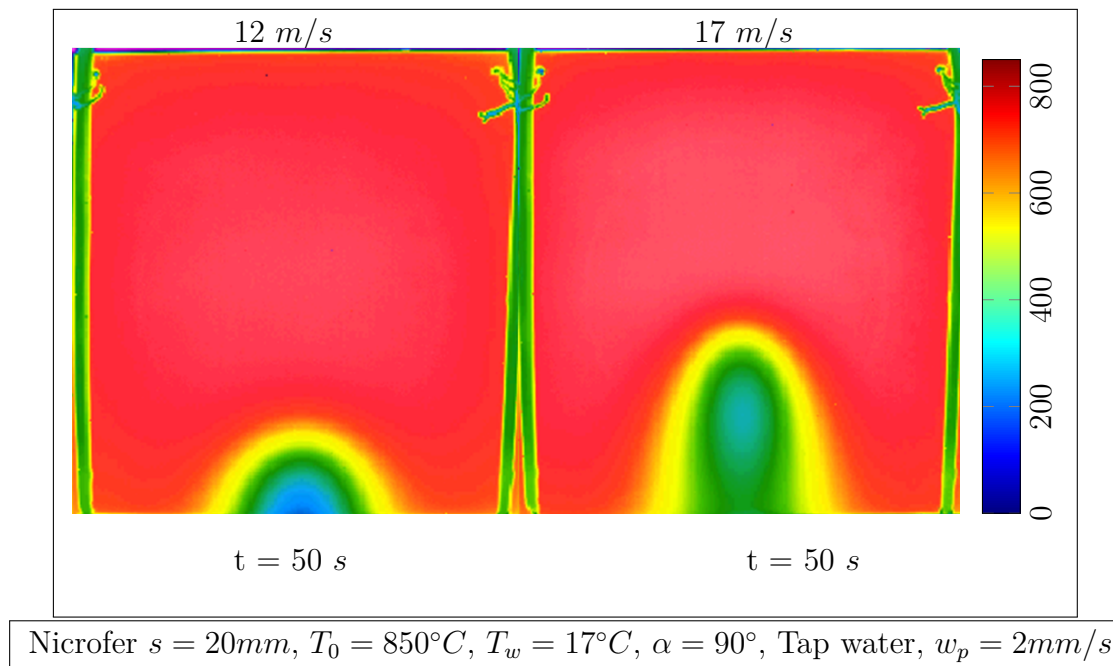 12 m/s 17 m/s
800
600
400
200
0
t = 50 s t = 50 s
Nicrofer s = 20mm, T₀ = 850°C, T_w = 17°C, α = 90°, Tap water, w_p = 2mm/s